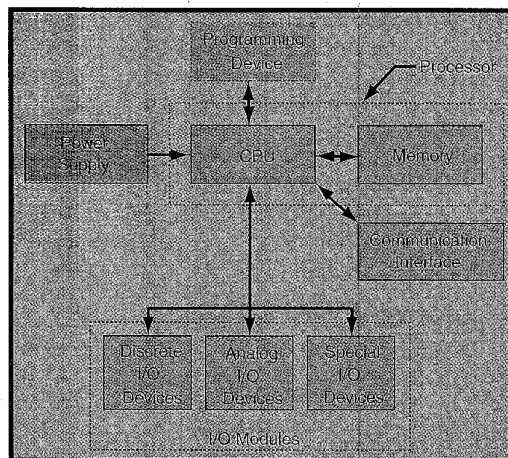 Programming
Device
Processor
Power
Supply
CPU
Memory
Communication
Interface
Discrete
I/O
Devices
Analog
I/O
Devices
Special
I/O
Devices
I/O Modules